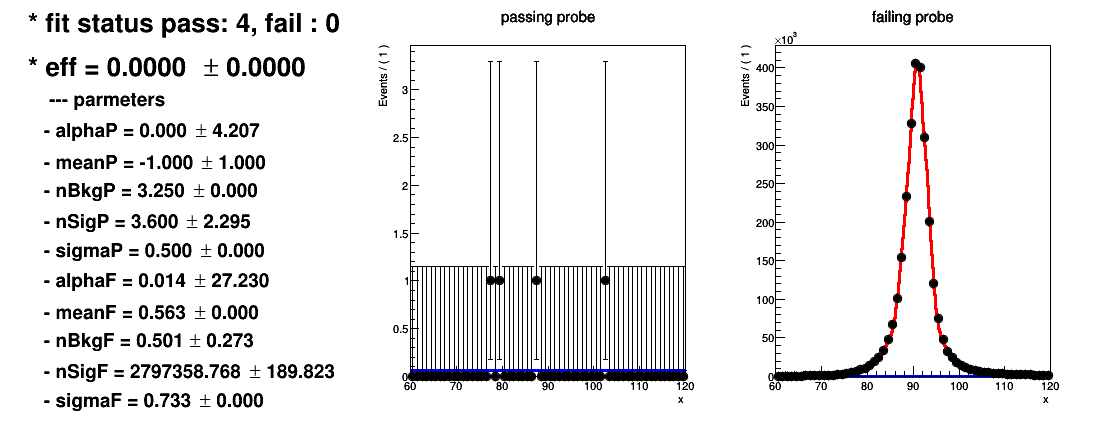 * fit status pass: 4, fail : 0
* eff = 0.0000 ± 0.0000
--- parmeters
- alphaP = 0.000 ± 4.207
- meanP = -1.000 ± 1.000
- nBkgP = 3.250 ± 0.000
- nSigP = 3.600 ± 2.295
- sigmaP = 0.500 ± 0.000
- alphaF = 0.014 ± 27.230
- meanF = 0.563 ± 0.000
- nBkgF = 0.501 ± 0.273
- nSigF = 2797358.768 ± 189.823
- sigmaF = 0.733 ± 0.000
passing probe
Events / ( 1 )
3
2.5
2
1.5
1
0.5
0
60 70 80 90 100 110 120
x
failing probe
×10³
Events / ( 1 )
400
350
300
250
200
150
100
50
0
60 70 80 90 100 110 120
x